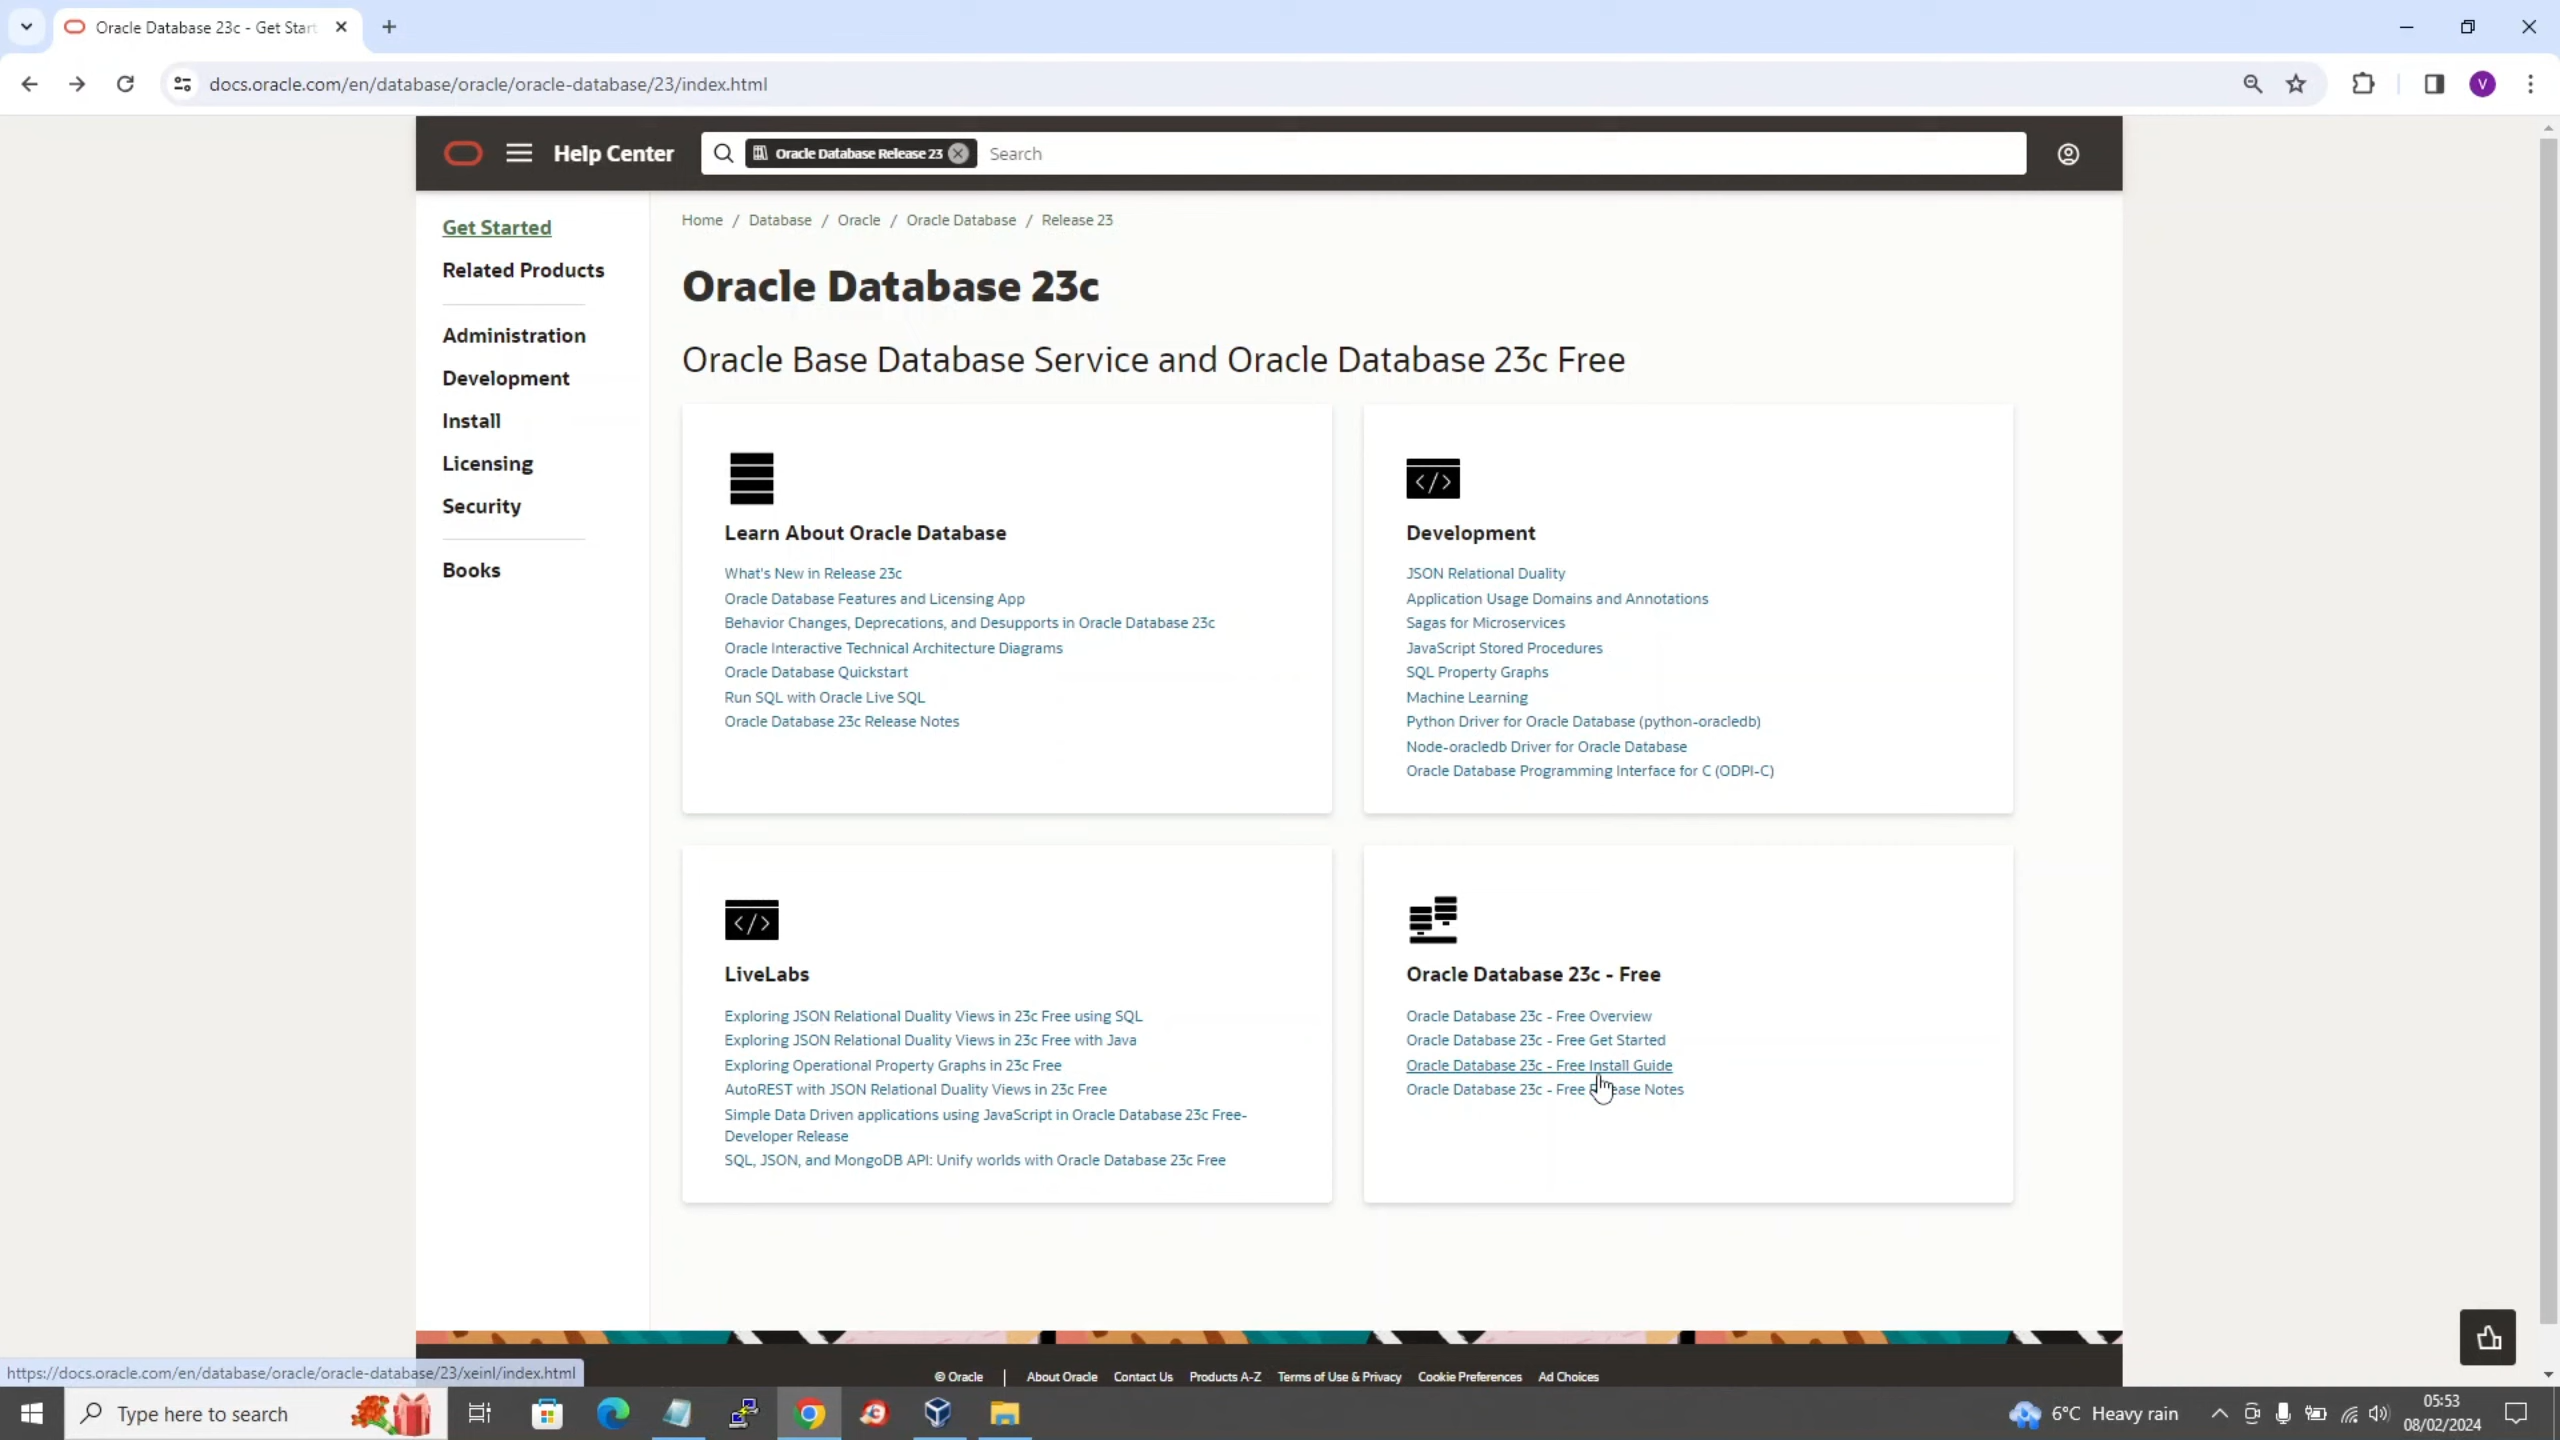 Oracle Database 23c - Get Start
docs.oracle.com/en/database/oracle/oracle-database/23/index.html
V
Help Center
Oracle Database Release 23
Search
Get Started
Related Products
Administration
Development
Install
Licensing
Security
Books
Home / Database / Oracle / Oracle Database / Release 23
Oracle Database 23c
Oracle Base Database Service and Oracle Database 23c Free
Learn About Oracle Database
What's New in Release 23c
Oracle Database Features and Licensing App
Behavior Changes, Deprecations, and Desupports in Oracle Database 23c
Oracle Interactive Technical Architecture Diagrams
Oracle Database Quickstart
Run SQL with Oracle Live SQL
Oracle Database 23c Release Notes
</>
Development
JSON Relational Duality
Application Usage Domains and Annotations
Sagas for Microservices
JavaScript Stored Procedures
SQL Property Graphs
Machine Learning
Python Driver for Oracle Database (python-oracledb)
Node-oracledb Driver for Oracle Database
Oracle Database Programming Interface for C (ODPI-C)
</>
LiveLabs
Exploring JSON Relational Duality Views in 23c Free using SQL
Exploring JSON Relational Duality Views in 23c Free with Java
Exploring Operational Property Graphs in 23c Free
AutoREST with JSON Relational Duality Views in 23c Free
Simple Data Driven applications using JavaScript in Oracle Database 23c Free-
Developer Release
SQL, JSON, and MongoDB API: Unify worlds with Oracle Database 23c Free
Oracle Database 23c - Free
Oracle Database 23c - Free Overview
Oracle Database 23c - Free Get Started
Oracle Database 23c - Free Install Guide
Oracle Database 23c - Free Release Notes
https://docs.oracle.com/en/database/oracle/oracle-database/23/xeinl/index.html
© Oracle | About Oracle Contact Us Products A-Z Terms of Use & Privacy Cookie Preferences Ad Choices
Type here to search
6°C Heavy rain
05:53
08/02/2024